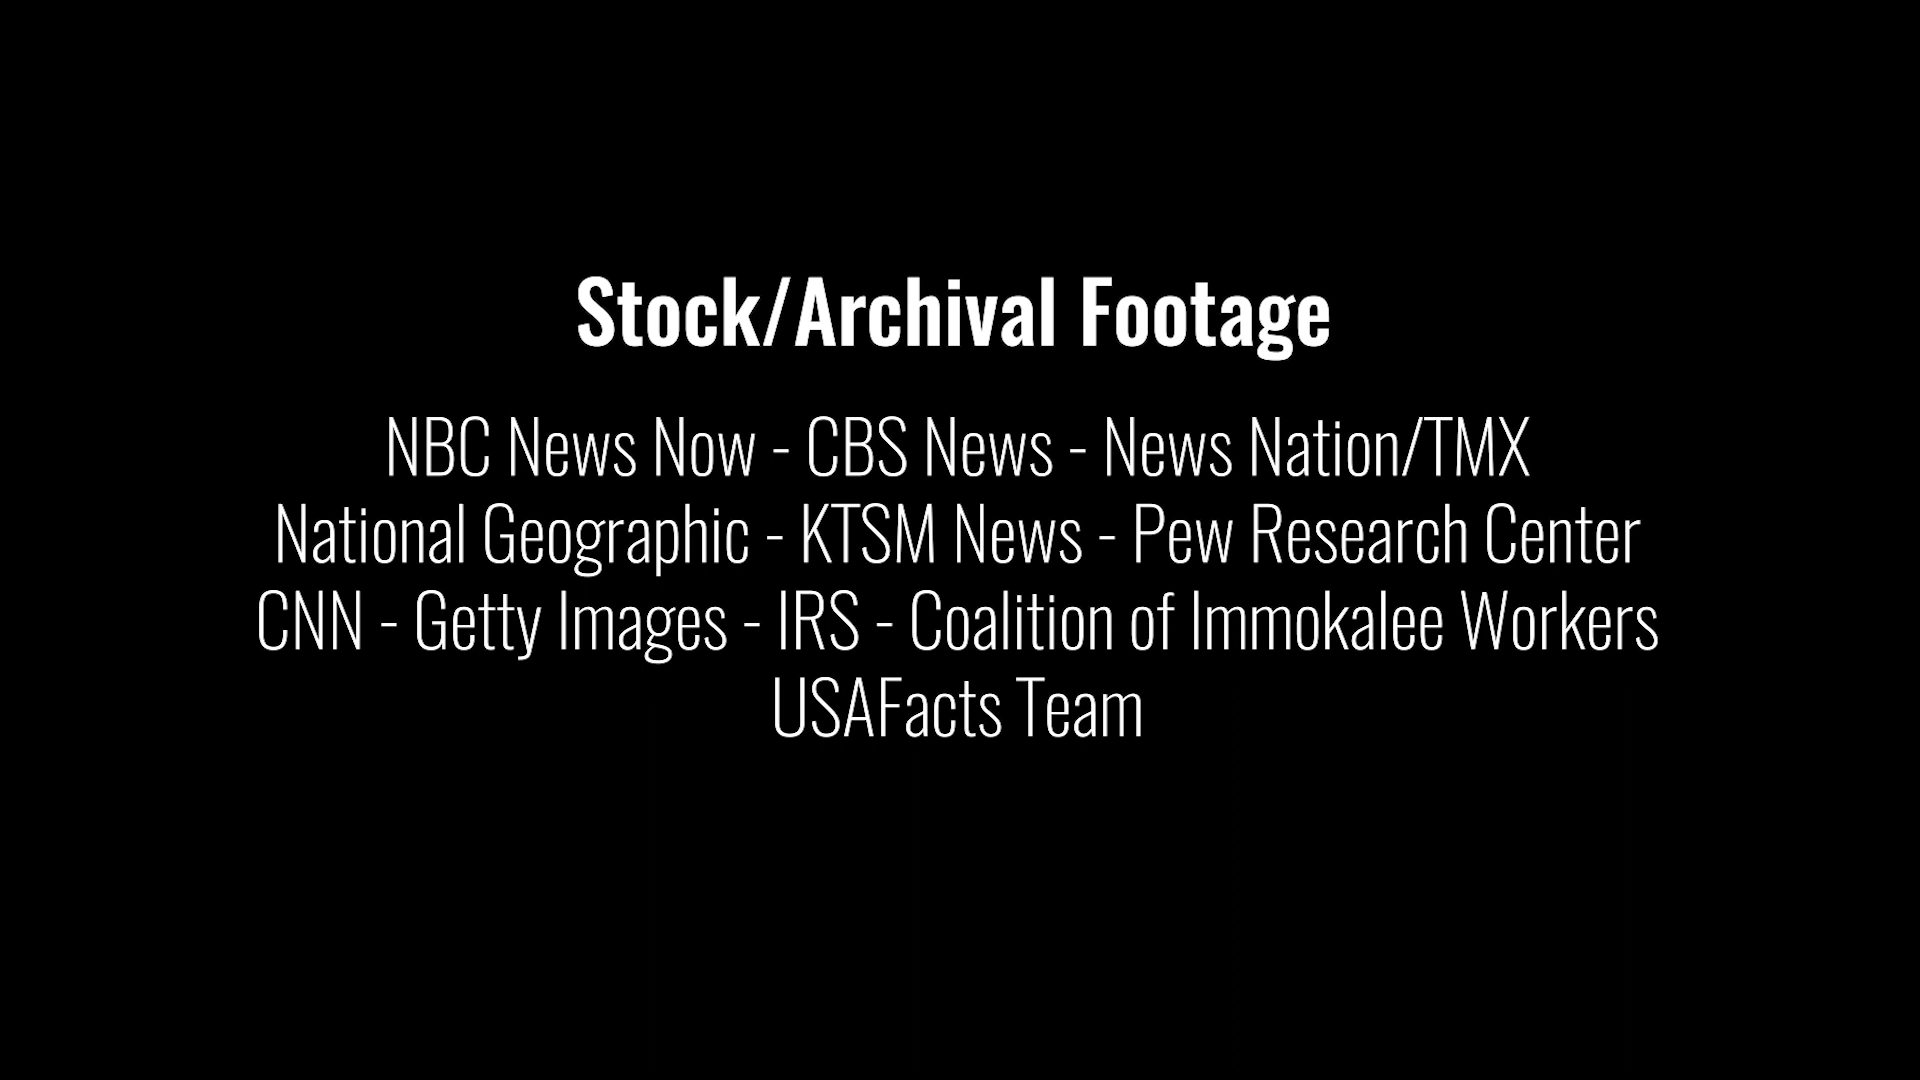 Stock/Archival Footage
NBC News Now - CBS News - News Nation/TMX
National Geographic - KTSM News - Pew Research Center
CNN - Getty Images - IRS - Coalition of Immokalee Workers
USAFacts Team